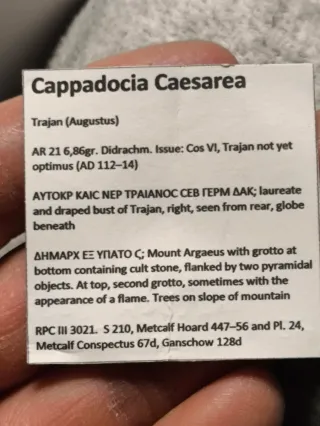 Cappadocia Caesarea
Trajan (Augustus)
AR 21 6,86gr. Didrachm. Issue: Cos VI, Trajan not yet
optimus (AD 112–14)
ΑΥΤΟΚΡ ΚΑΙϹ ΝΕΡ ΤΡΑΙΑΝΟϹ ϹΕΒ ΓΕΡΜ ΔΑΚ; laureate
and draped bust of Trajan, right, seen from rear, globe
beneath
ΔΗΜΑΡΧ ΕΞ ΥΠΑΤΟ Ϛ; Mount Argaeus with grotto at
bottom containing cult stone, flanked by two pyramidal
objects. At top, second grotto, sometimes with the
appearance of a flame. Trees on slope of mountain
RPC III 3021. S 210, Metcalf Hoard 447–56 and Pl. 24,
Metcalf Conspectus 67d, Ganschow 128d